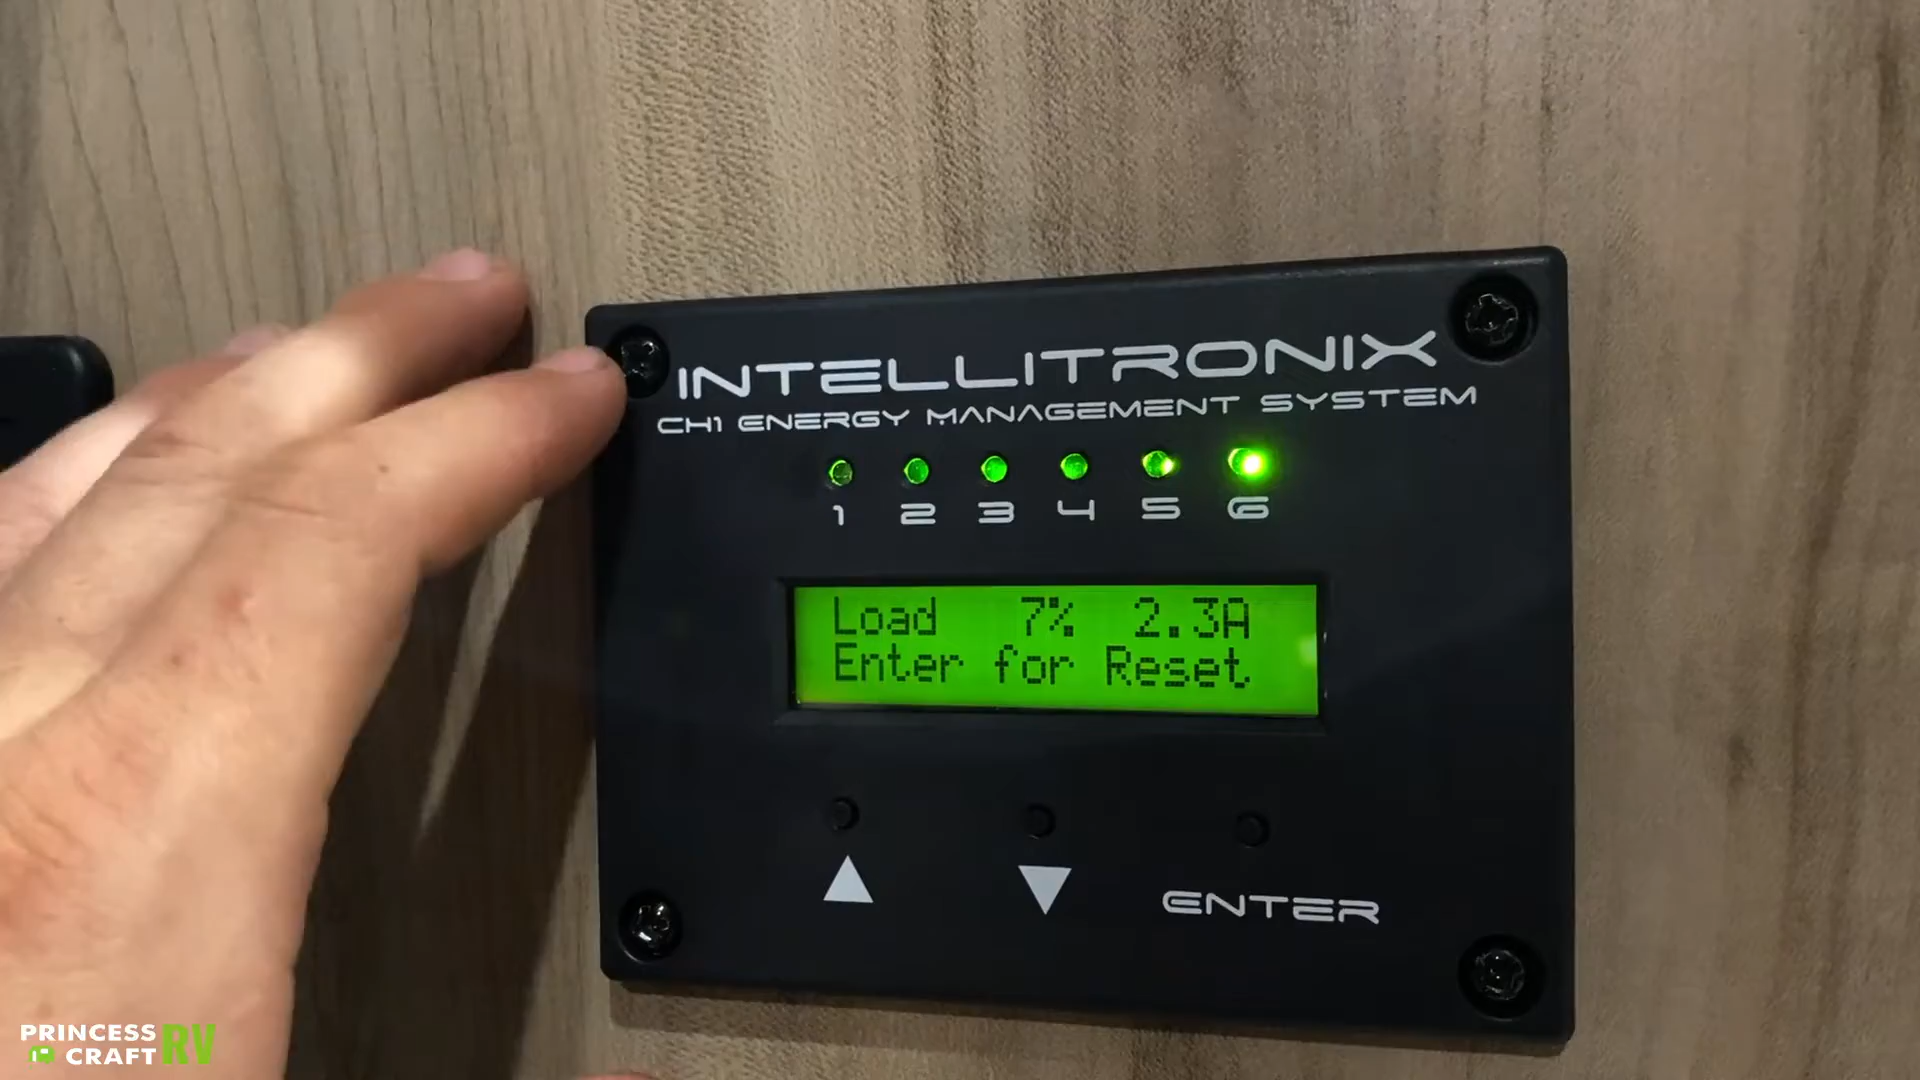 INTELLITRONIX
CH1 ENERGY MANAGEMENT SYSTEM
1 2 3 4 5 6
Load 7% 2.3A
Enter for Reset
▲ ▼ ENTER
PRINCESS CRAFT RV